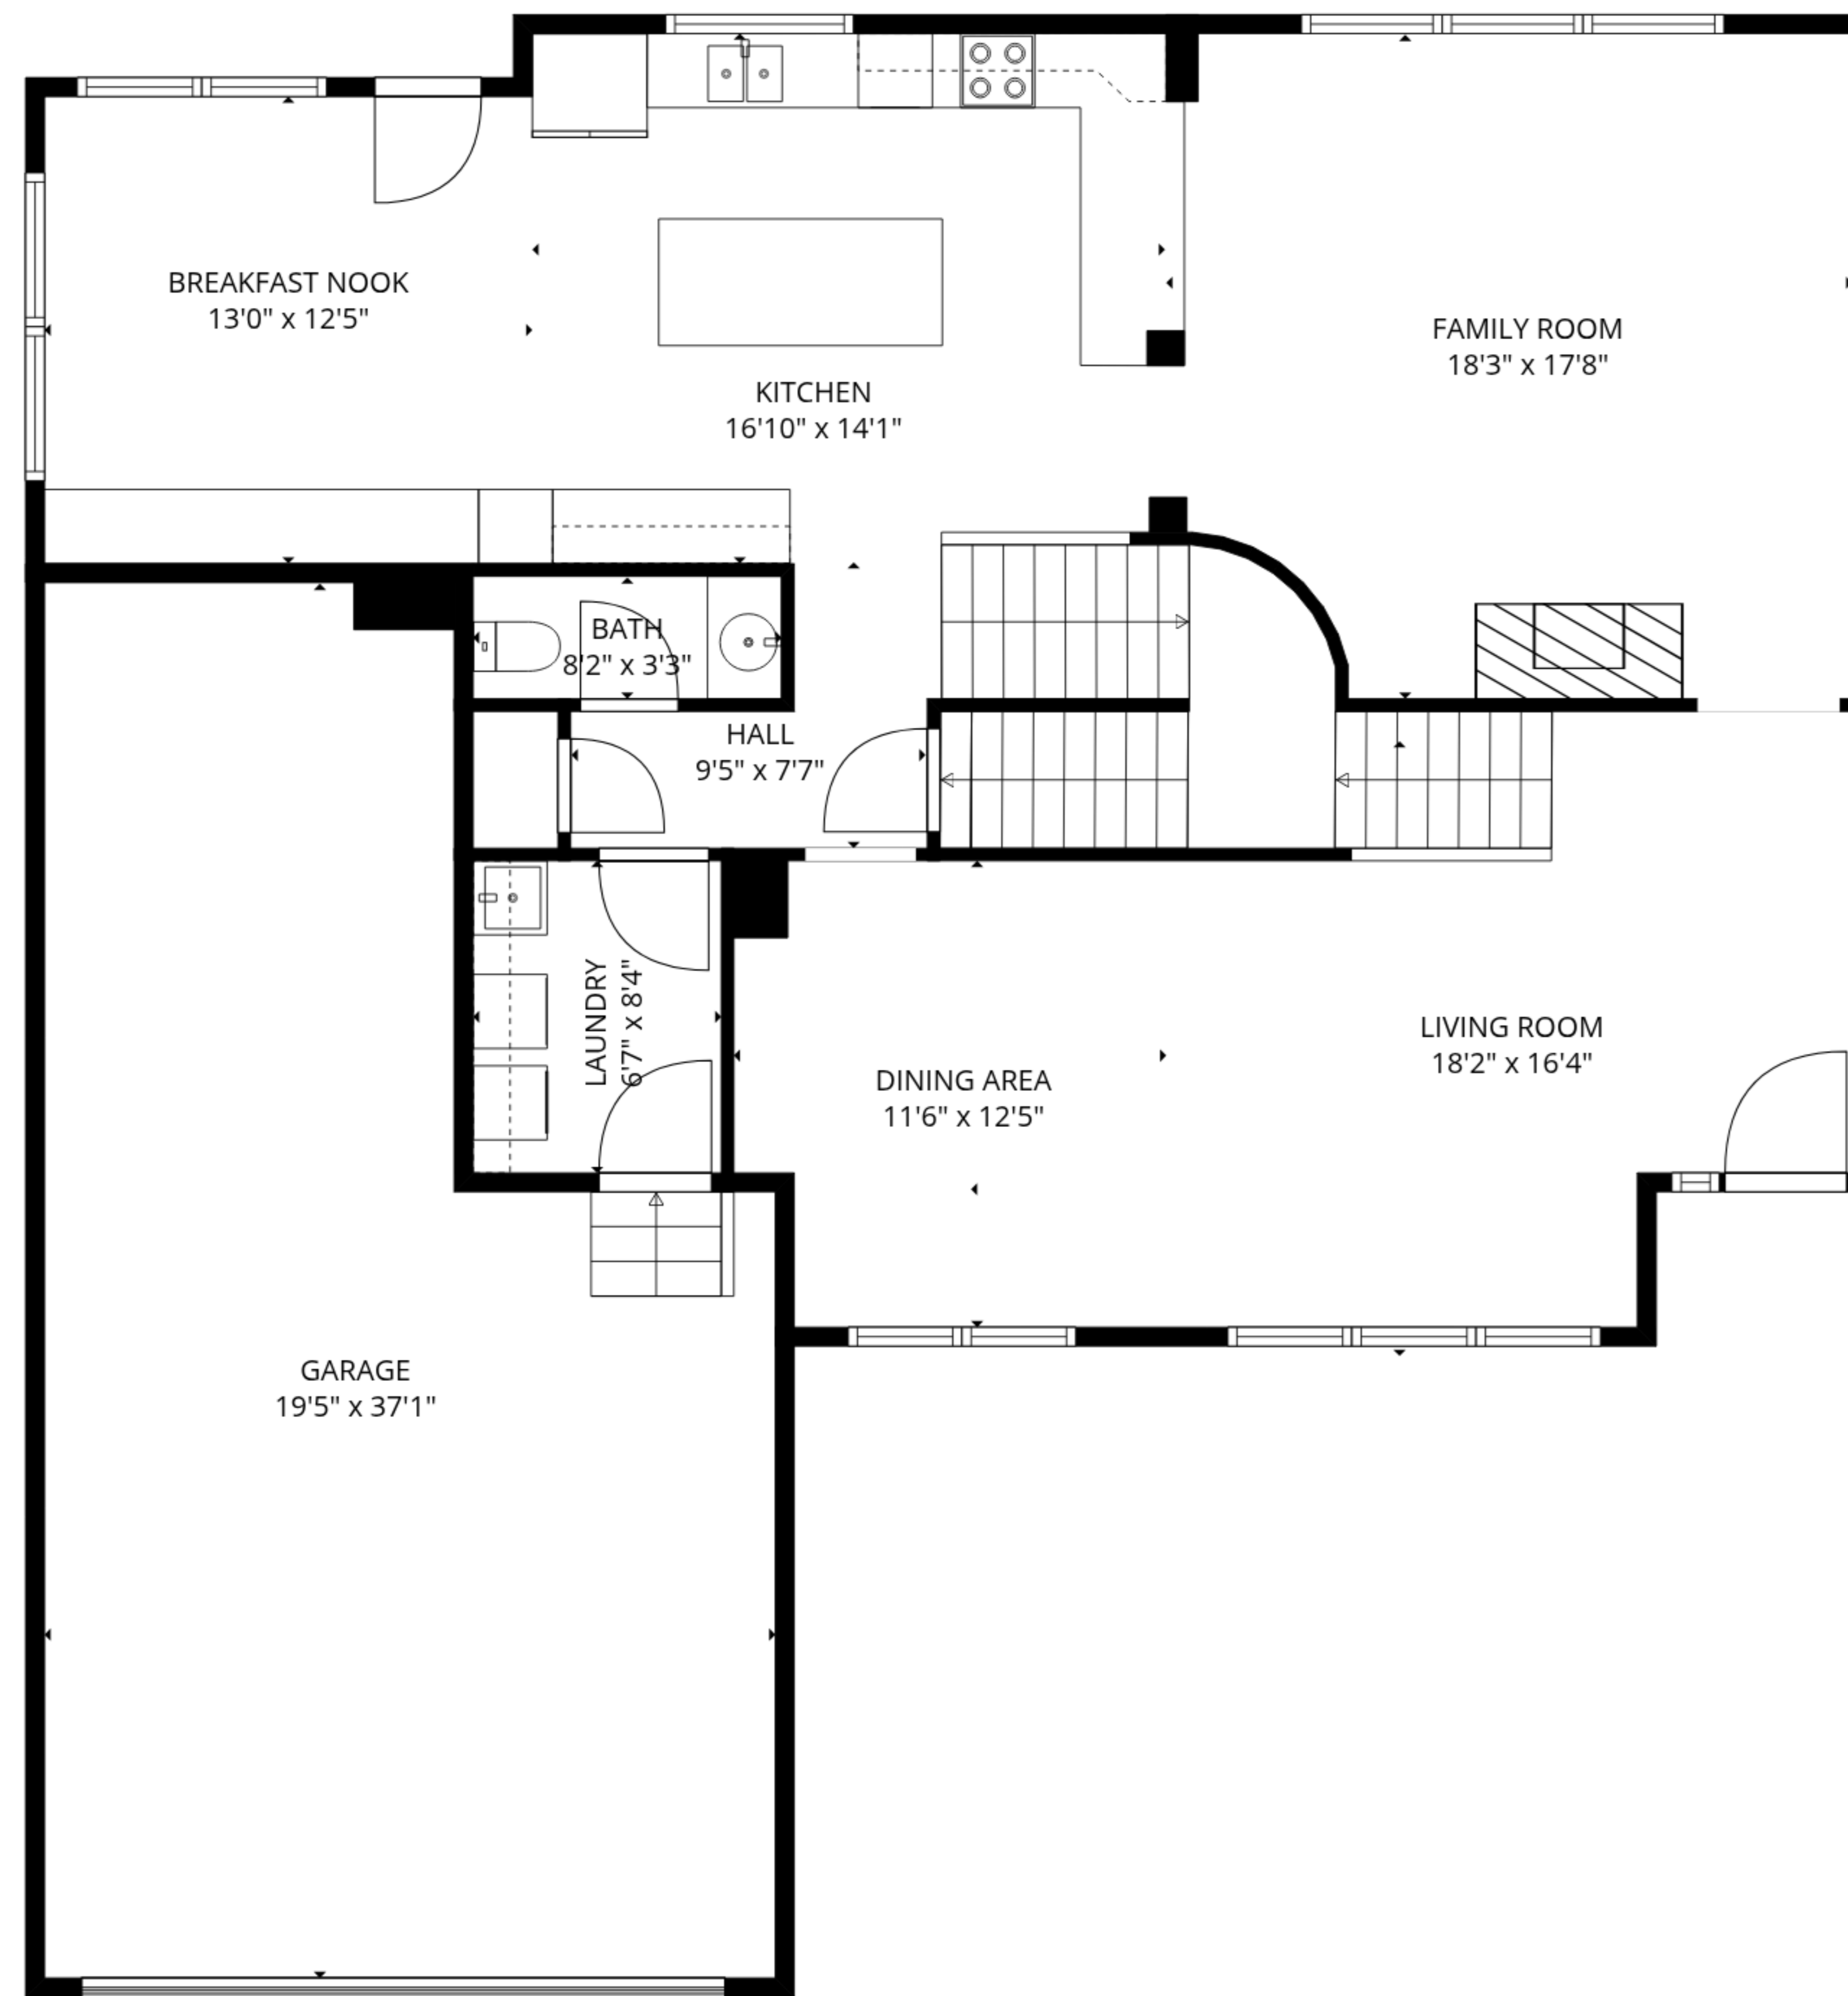 BREAKFAST NOOK
13'0" x 12'5"
FAMILY ROOM
18'3" x 17'8"
KITCHEN
16'10" x 14'1"
BATH
8'2" x 3'3"
HALL
9'5" x 7'7"
LAUNDRY
6'7" x 8'4"
LIVING ROOM
18'2" x 16'4"
DINING AREA
11'6" x 12'5"
GARAGE
19'5" x 37'1"